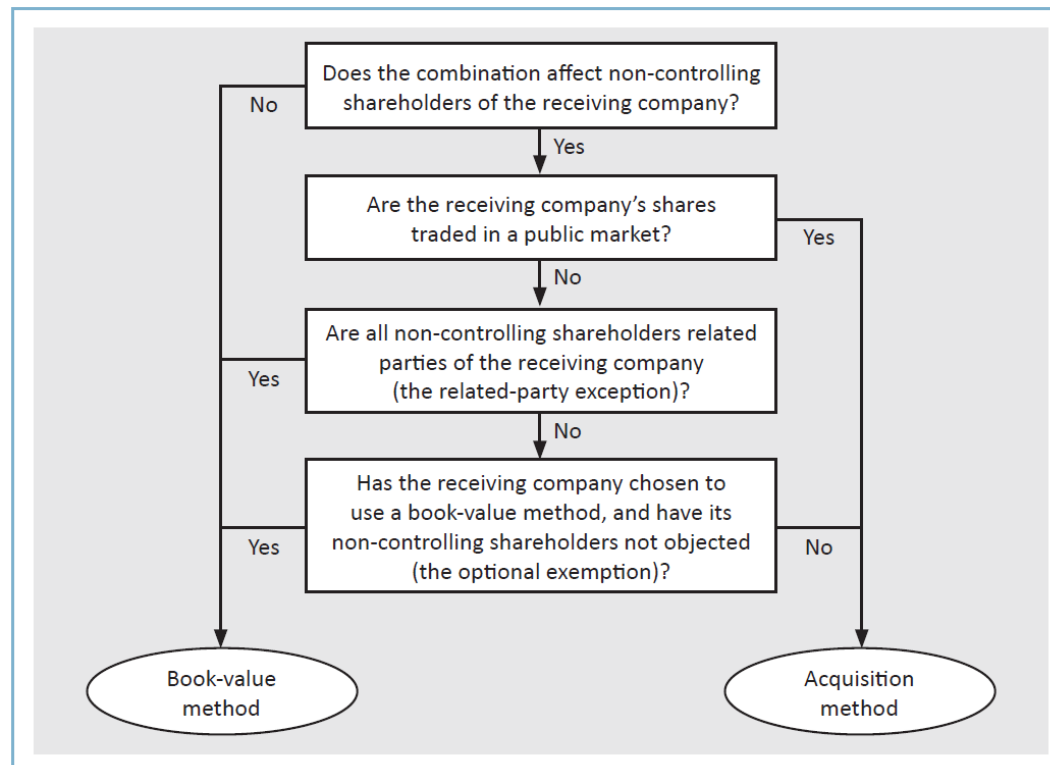 Does the combination affect non-controlling
shareholders of the receiving company?
No
Yes
Are the receiving company’s shares
traded in a public market?
Yes
No
Are all non-controlling shareholders related
parties of the receiving company
(the related-party exception)?
Yes
No
Has the receiving company chosen to
use a book-value method, and have its
non-controlling shareholders not objected
(the optional exemption)?
Yes
No
Book-value
method
Acquisition
method